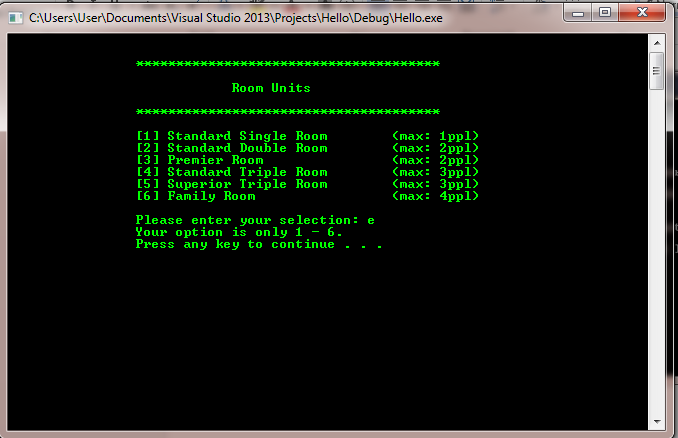 C:\Users\User\Documents\Visual Studio 2013\Projects\Hello\Debug\Hello.exe
**************************************
Room Units
**************************************
[1] Standard Single Room (max: 1ppl)
[2] Standard Double Room (max: 2ppl)
[3] Premier Room (max: 2ppl)
[4] Standard Triple Room (max: 3ppl)
[5] Superior Triple Room (max: 3ppl)
[6] Family Room (max: 4ppl)
Please enter your selection: e
Your option is only 1 - 6.
Press any key to continue . . .